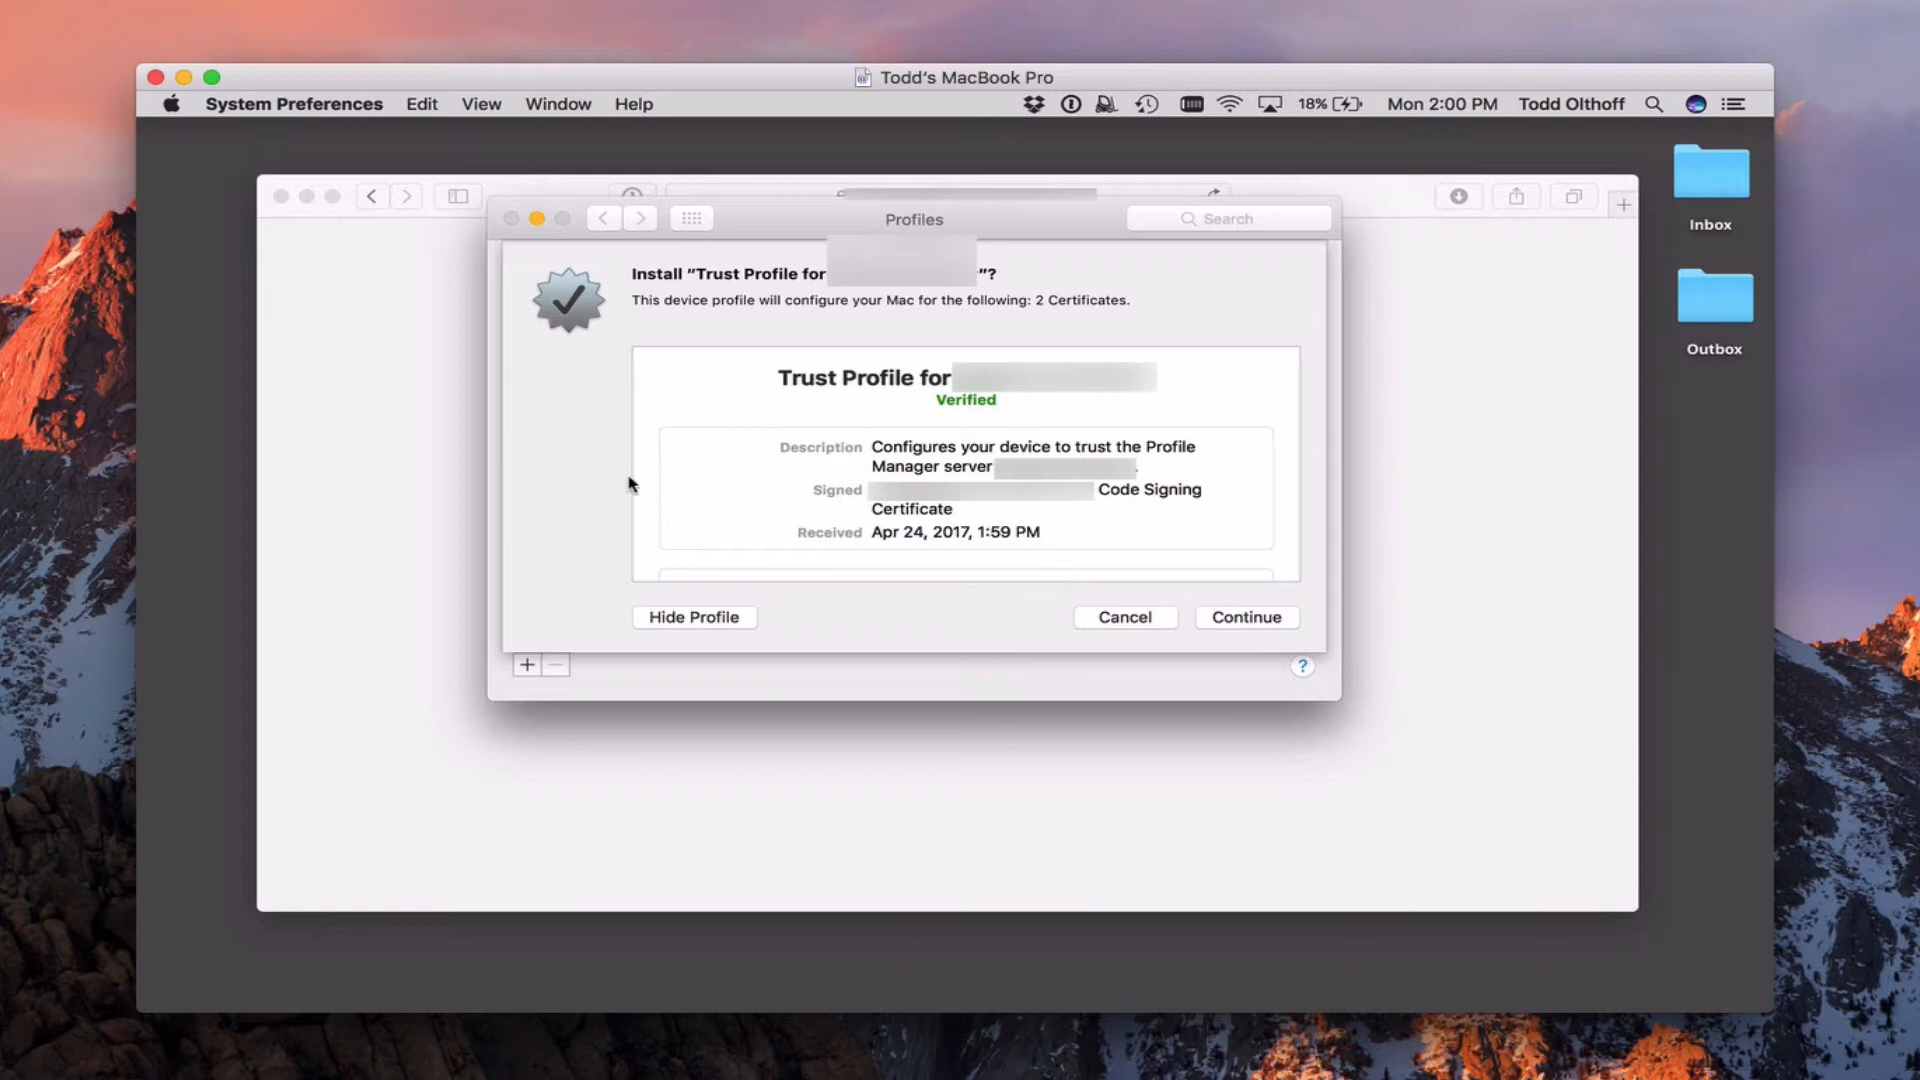 Todd's MacBook Pro
System Preferences Edit View Window Help 18% Mon 2:00 PM Todd Olthoff
Profiles
Search
Inbox
Install "Trust Profile for "?
This device profile will configure your Mac for the following: 2 Certificates.
Outbox
Trust Profile for
Verified
Description Configures your device to trust the Profile
Manager server .
Signed Code Signing
Certificate
Received Apr 24, 2017, 1:59 PM
Hide Profile Cancel Continue
+ − ?